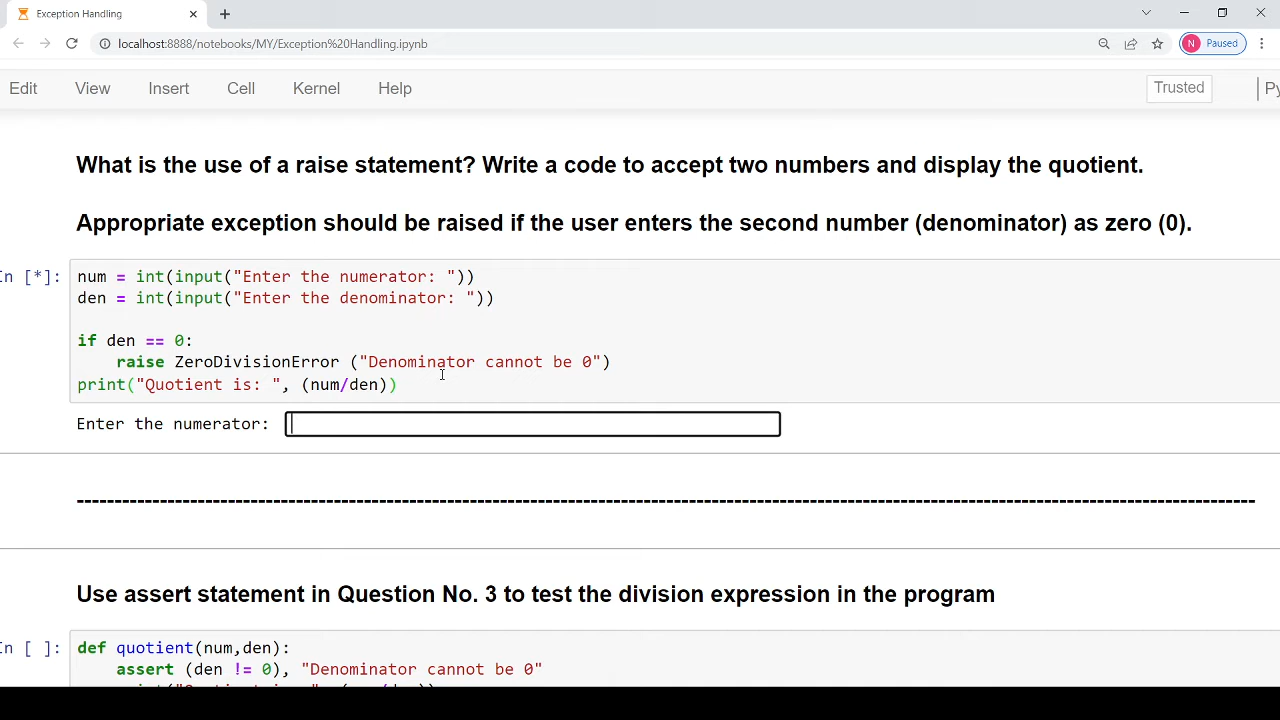 Exception Handling
localhost:8888/notebooks/MY/Exception%20Handling.ipynb
N Paused
Edit View Insert Cell Kernel Help Trusted
What is the use of a raise statement? Write a code to accept two numbers and display the quotient.
Appropriate exception should be raised if the user enters the second number (denominator) as zero (0).
[*]: num = int(input("Enter the numerator: "))
den = int(input("Enter the denominator: "))
if den == 0:
raise ZeroDivisionError ("Denominator cannot be 0")
print("Quotient is: ", (num/den))
Enter the numerator:
--------------------------------------------------------------------------------------------------------------------------------------------
Use assert statement in Question No. 3 to test the division expression in the program
[ ]: def quotient(num,den):
assert (den != 0), "Denominator cannot be 0"